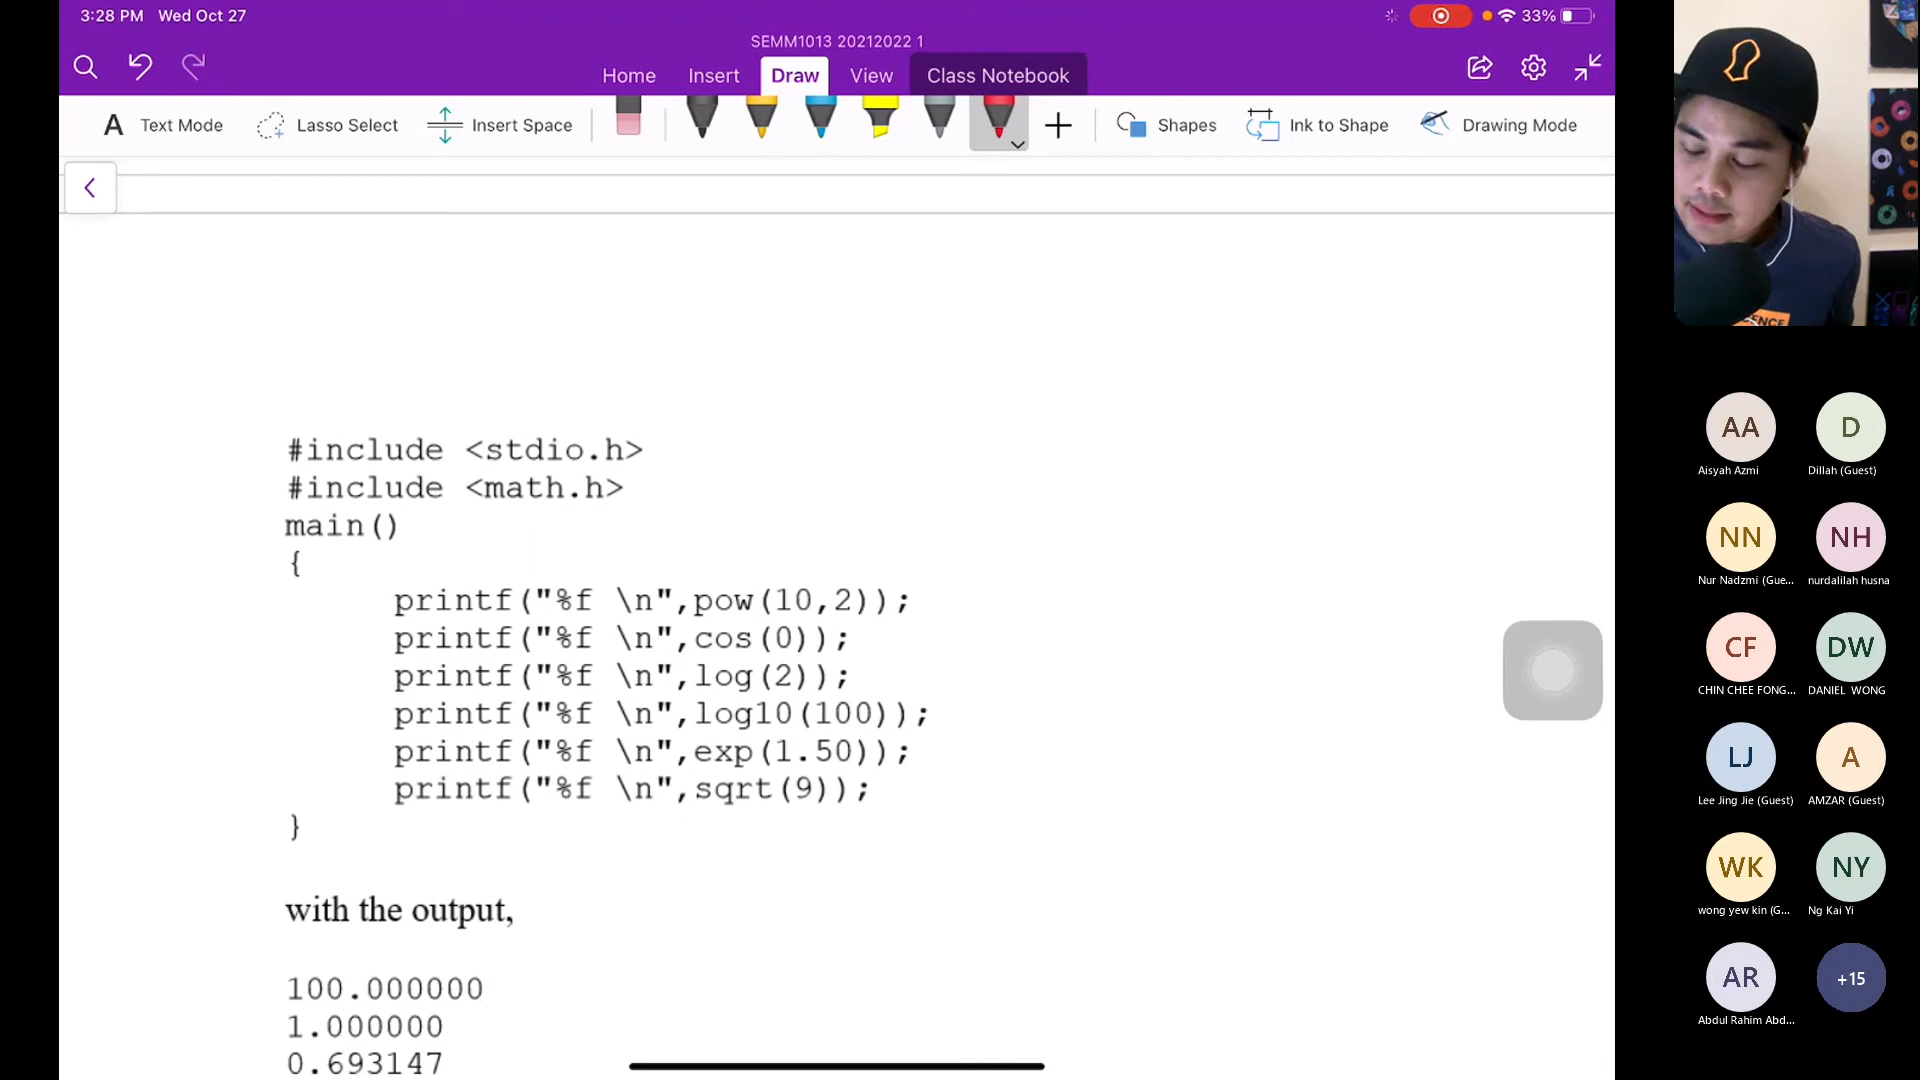 3:28 PM Wed Oct 27
33%
SEMM1013 20212022 1
Home Insert Draw View Class Notebook
A Text Mode Lasso Select Insert Space Shapes Ink to Shape Drawing Mode
#include <stdio.h>
#include <math.h>
main()
{
printf("%f \n",pow(10,2));
printf("%f \n",cos(0));
printf("%f \n",log(2));
printf("%f \n",log10(100));
printf("%f \n",exp(1.50));
printf("%f \n",sqrt(9));
}
with the output,
100.000000
1.000000
0.693147
ENCE
AA D
Aisyah Azmi Dillah (Guest)
NN NH
Nur Nadzmi (Gue... nurdalilah husna
CF DW
CHIN CHEE FONG... DANIEL WONG
LJ A
Lee Jing Jie (Guest) AMZAR (Guest)
WK NY
wong yew kin (G... Ng Kai Yi
AR +15
Abdul Rahim Abd...